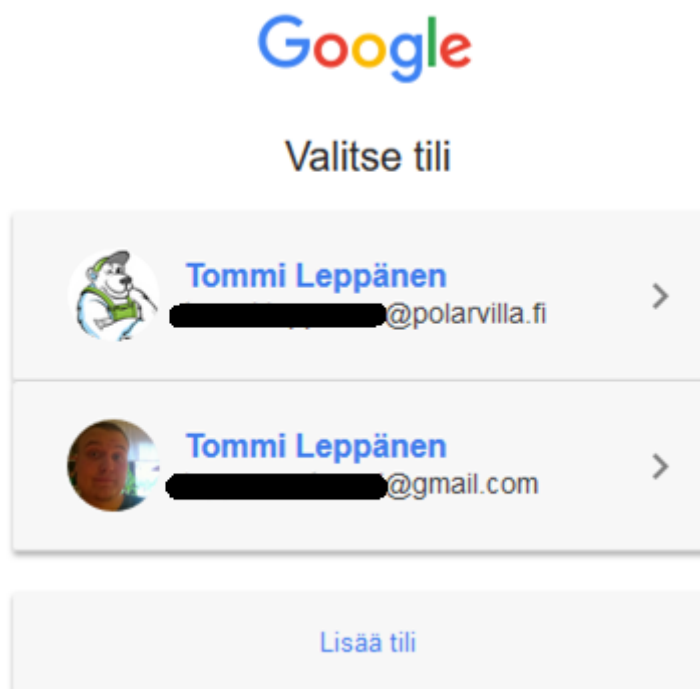 Google
Valitse tili
Tommi Leppänen
@polarvilla.fi
Tommi Leppänen
@gmail.com
Lisää tili